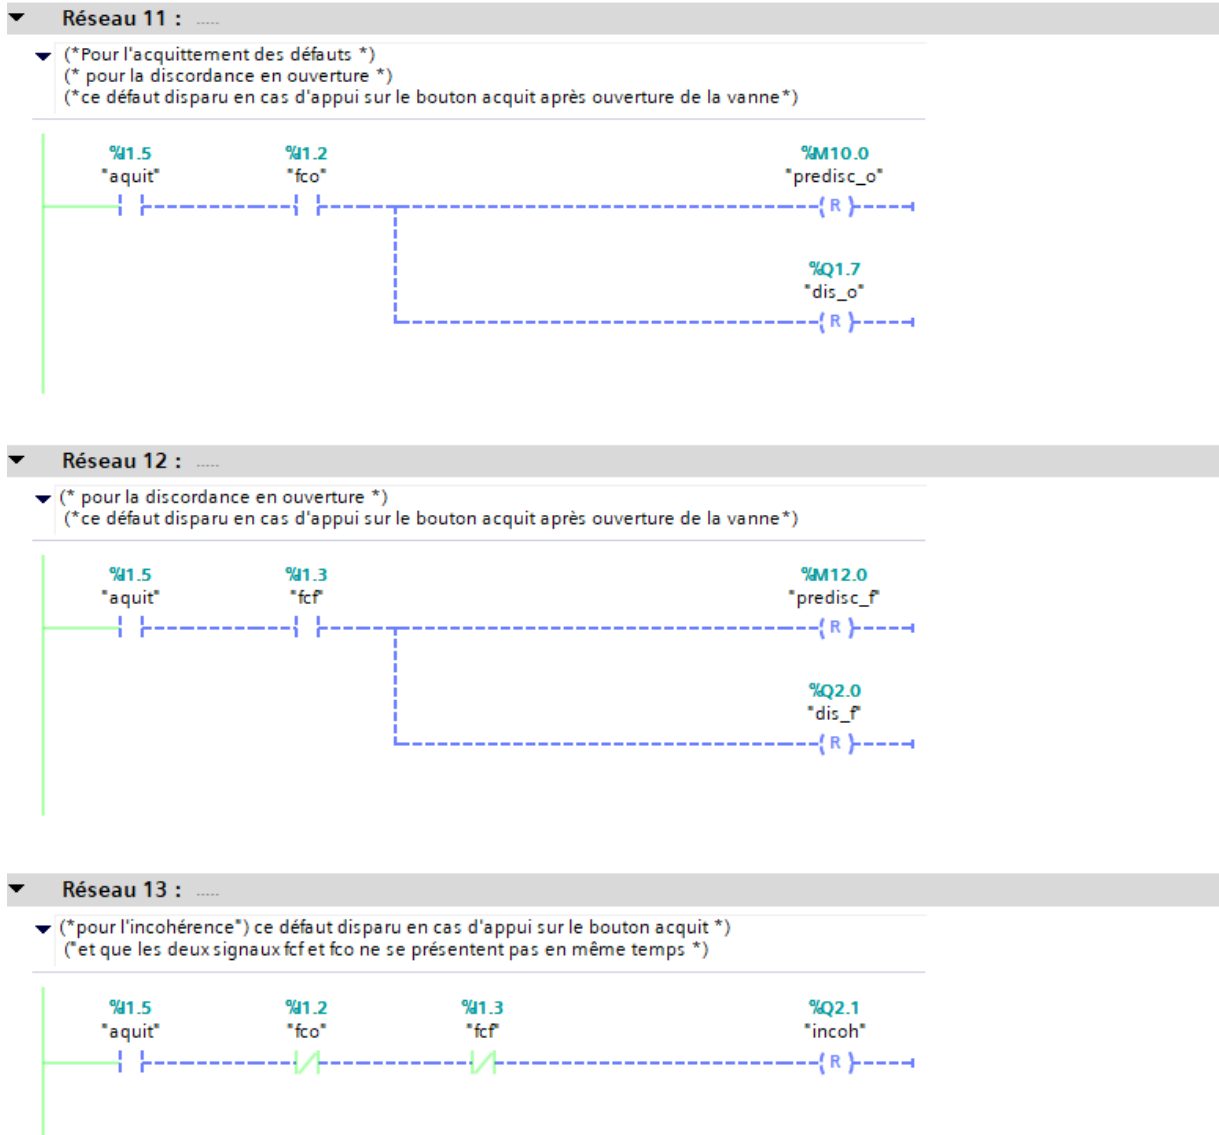 Réseau 11 : .....
(*Pour l'acquittement des défauts *)
(* pour la discordance en ouverture *)
(*ce défaut disparu en cas d'appui sur le bouton acquit après ouverture de la vanne*)
%I1.5 %I1.2 %M10.0
"aquit" "fco" "predisc_o"
R
%Q1.7
"dis_o"
R
Réseau 12 : .....
(* pour la discordance en ouverture *)
(*ce défaut disparu en cas d'appui sur le bouton acquit après ouverture de la vanne*)
%I1.5 %I1.3 %M12.0
"aquit" "fcf" "predisc_f"
R
%Q2.0
"dis_f"
R
Réseau 13 : .....
(*pour l'incohérence*) ce défaut disparu en cas d'appui sur le bouton acquit *)
(*et que les deux signaux fcf et fco ne se présentent pas en même temps *)
%I1.5 %I1.2 %I1.3 %Q2.1
"aquit" "fco" "fcf" "incoh"
R